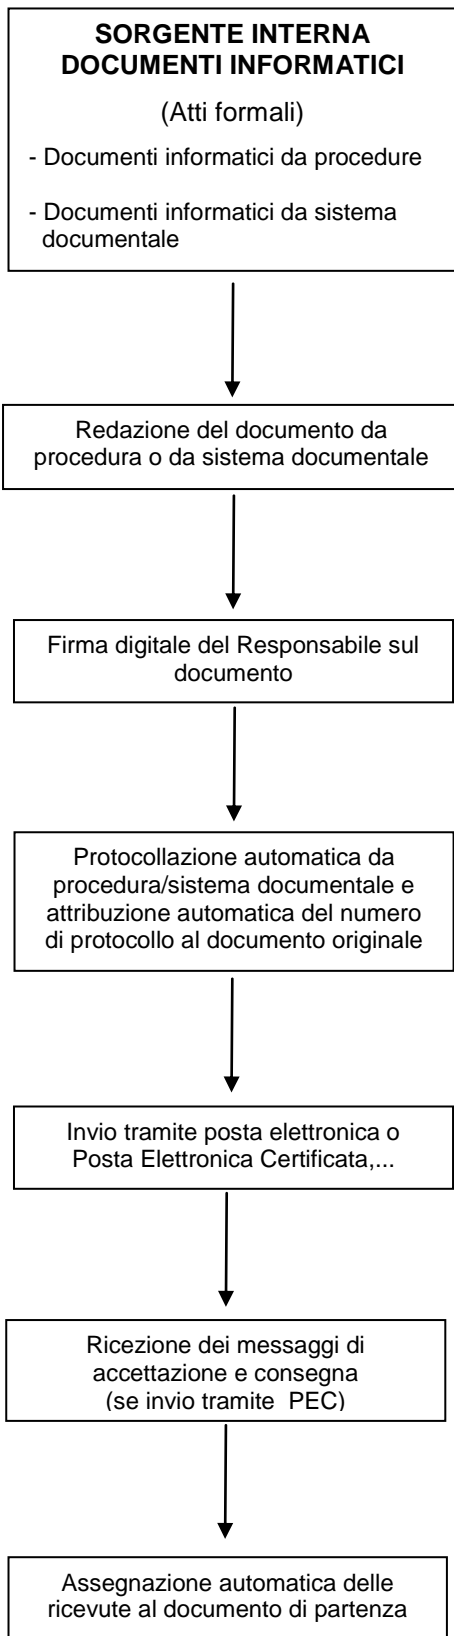 SORGENTE INTERNA
DOCUMENTI INFORMATICI
(Atti formali)
- Documenti informatici da procedure
- Documenti informatici da sistema
documentale
Redazione del documento da
procedura o da sistema documentale
Firma digitale del Responsabile sul
documento
Protocollazione automatica da
procedura/sistema documentale e
attribuzione automatica del numero
di protocollo al documento originale
Invio tramite posta elettronica o
Posta Elettronica Certificata,...
Ricezione dei messaggi di
accettazione e consegna
(se invio tramite PEC)
Assegnazione automatica delle
ricevute al documento di partenza